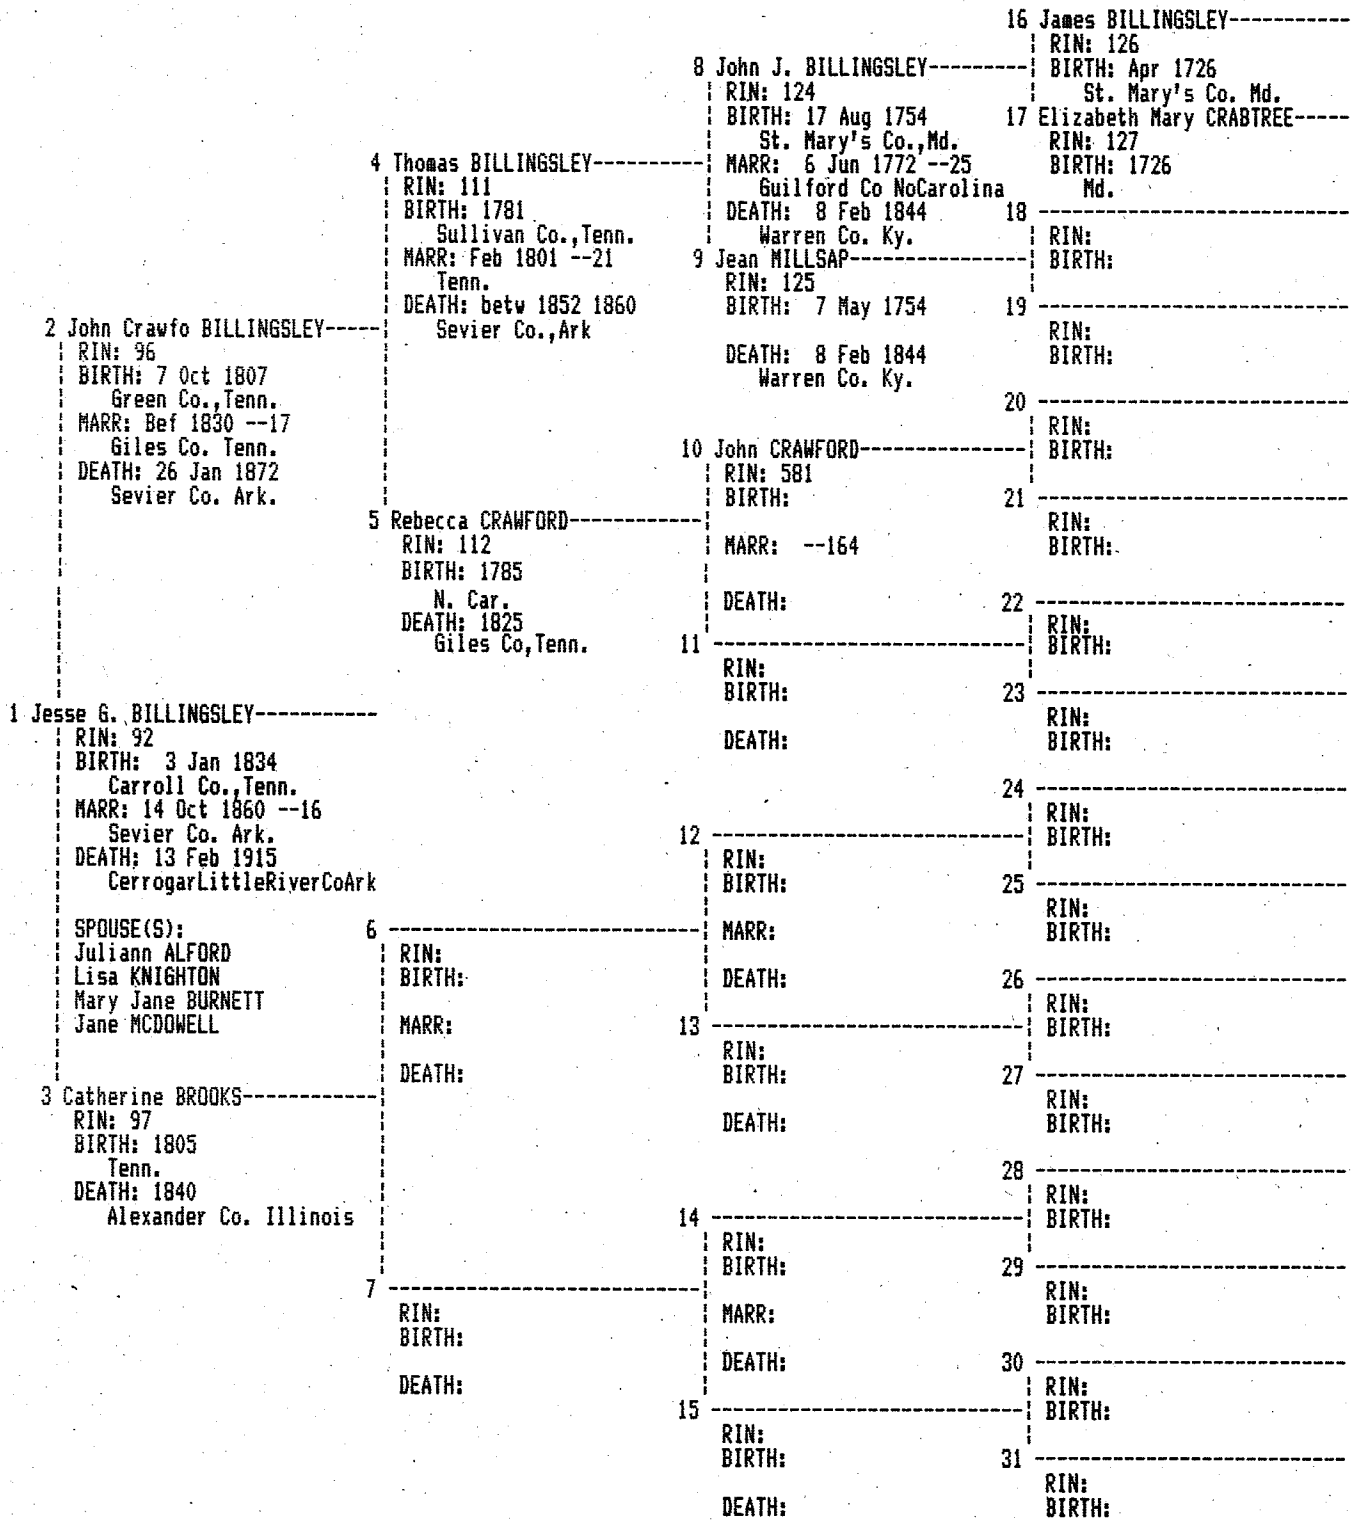 16 James BILLINGSLEY-----------
RIN: 126
BIRTH: Apr 1726
St. Mary's Co. Md.
8 John J. BILLINGSLEY---------
RIN: 124
BIRTH: 17 Aug 1754
St. Mary's Co.,Md.
MARR: 6 Jun 1772 --25
Guilford Co NoCarolina
DEATH: 8 Feb 1844
Warren Co. Ky.
17 Elizabeth Mary CRABTREE-----
RIN: 127
BIRTH: 1726
Md.
4 Thomas BILLINGSLEY----------
RIN: 111
BIRTH: 1781
Sullivan Co.,Tenn.
MARR: Feb 1801 --21
Tenn.
DEATH: betw 1852 1860
Sevier Co.,Ark
18 ----------------------------
RIN:
BIRTH:
9 Jean MILLSAP----------------
RIN: 125
BIRTH: 7 May 1754
DEATH: 8 Feb 1844
Warren Co. Ky.
19 ----------------------------
RIN:
BIRTH:
2 John Crawfo BILLINGSLEY-----
RIN: 96
BIRTH: 7 Oct 1807
Green Co.,Tenn.
MARR: Bef 1830 --17
Giles Co. Tenn.
DEATH: 26 Jan 1872
Sevier Co. Ark.
20 ----------------------------
RIN:
BIRTH:
10 John CRAWFORD---------------
RIN: 581
BIRTH:
MARR: --164
DEATH:
21 ----------------------------
RIN:
BIRTH:
5 Rebecca CRAWFORD------------
RIN: 112
BIRTH: 1785
N. Car.
DEATH: 1825
Giles Co,Tenn.
22 ----------------------------
RIN:
BIRTH:
11 ----------------------------
RIN:
BIRTH:
DEATH:
23 ----------------------------
RIN:
BIRTH:
1 Jesse G. BILLINGSLEY-----------
RIN: 92
BIRTH: 3 Jan 1834
Carroll Co.,Tenn.
MARR: 14 Oct 1860 --16
Sevier Co. Ark.
DEATH: 13 Feb 1915
CerrogarLittleRiverCoArk
SPOUSE(S):
Juliann ALFORD
Lisa KNIGHTON
Mary Jane BURNETT
Jane MCDOWELL
24 ----------------------------
RIN:
BIRTH:
12 ----------------------------
RIN:
BIRTH:
MARR:
DEATH:
25 ----------------------------
RIN:
BIRTH:
6 ----------------------------
RIN:
BIRTH:
MARR:
DEATH:
26 ----------------------------
RIN:
BIRTH:
13 ----------------------------
RIN:
BIRTH:
DEATH:
27 ----------------------------
RIN:
BIRTH:
3 Catherine BROOKS------------
RIN: 97
BIRTH: 1805
Tenn.
DEATH: 1840
Alexander Co. Illinois
28 ----------------------------
RIN:
BIRTH:
14 ----------------------------
RIN:
BIRTH:
MARR:
DEATH:
29 ----------------------------
RIN:
BIRTH:
7 ----------------------------
RIN:
BIRTH:
DEATH:
30 ----------------------------
RIN:
BIRTH:
15 ----------------------------
RIN:
BIRTH:
DEATH:
31 ----------------------------
RIN:
BIRTH: